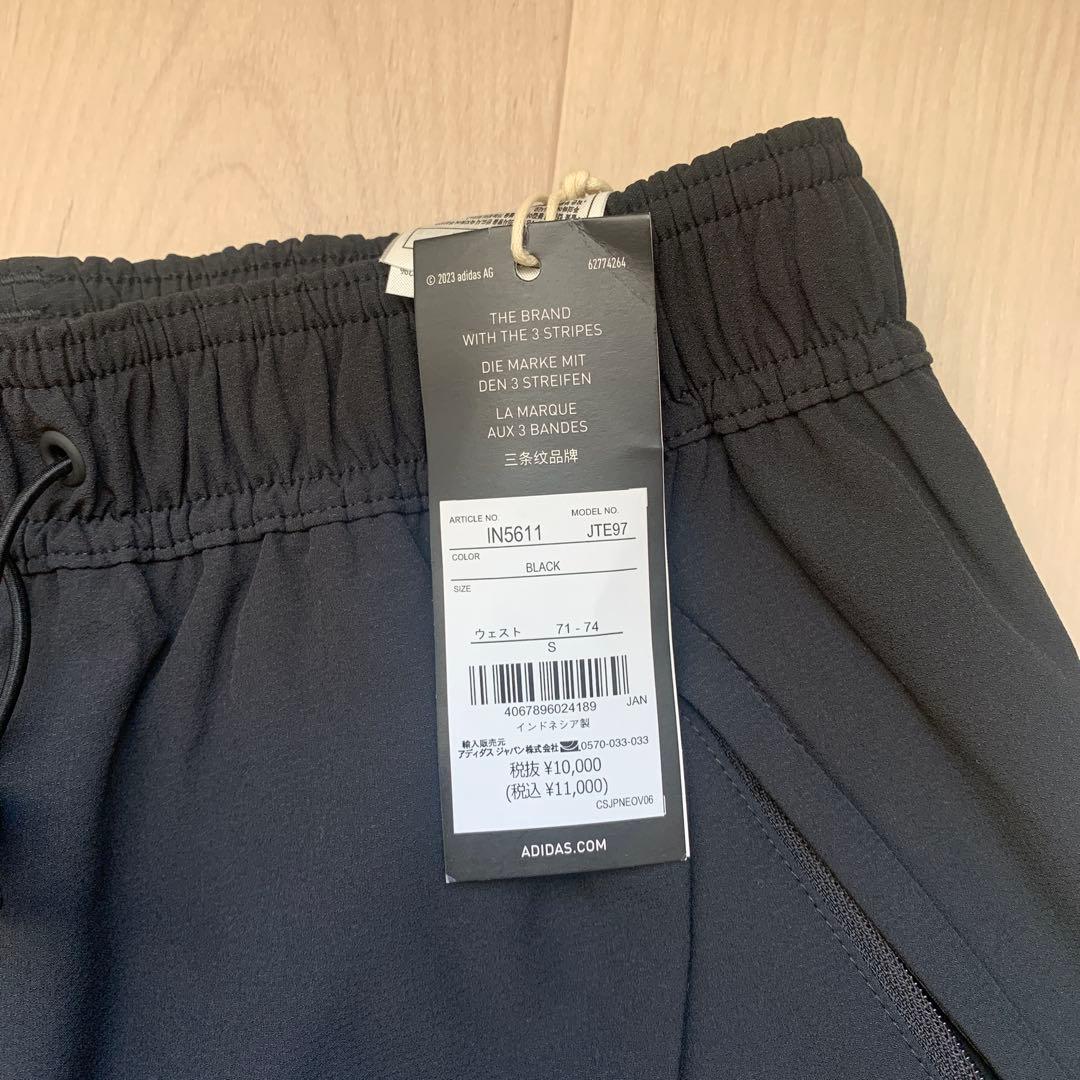 © 2023 adidas AG
62774264
THE BRAND
WITH THE 3 STRIPES
DIE MARKE MIT
DEN 3 STREIFEN
LA MARQUE
AUX 3 BANDES
三条纹品牌
ARTICLE NO.
MODEL NO.
IN5611
JTE97
COLOR
BLACK
SIZE
ウェスト 71 - 74
S
4067896024189
JAN
インドネシア製
輸入販売元
アディダス ジャパン株式会社 0570-033-033
税抜 ¥10,000
(税込 ¥11,000)
CSJPNEOV06
ADIDAS.COM